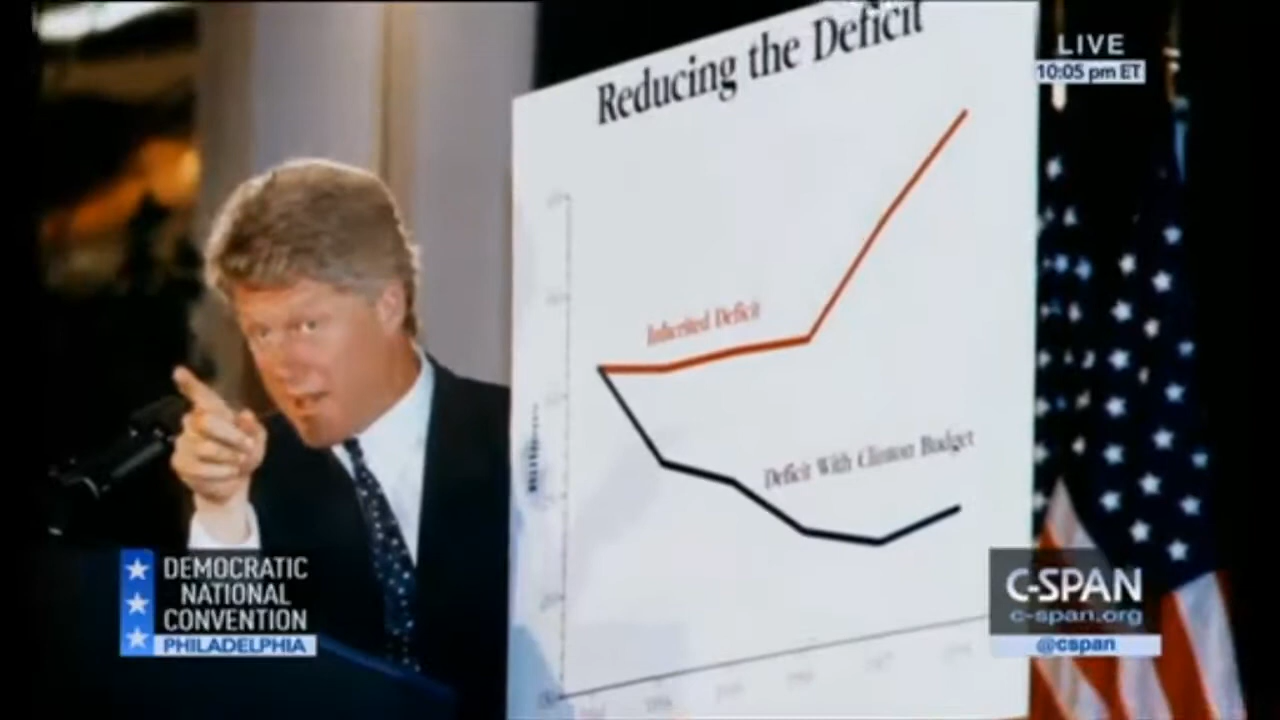 Reducing the Deficit
LIVE
10:05 pm ET
Inherited Deficit
Deficit With Clinton Budget
DEMOCRATIC
NATIONAL
CONVENTION
PHILADELPHIA
C-SPAN
c-span.org
@cspan